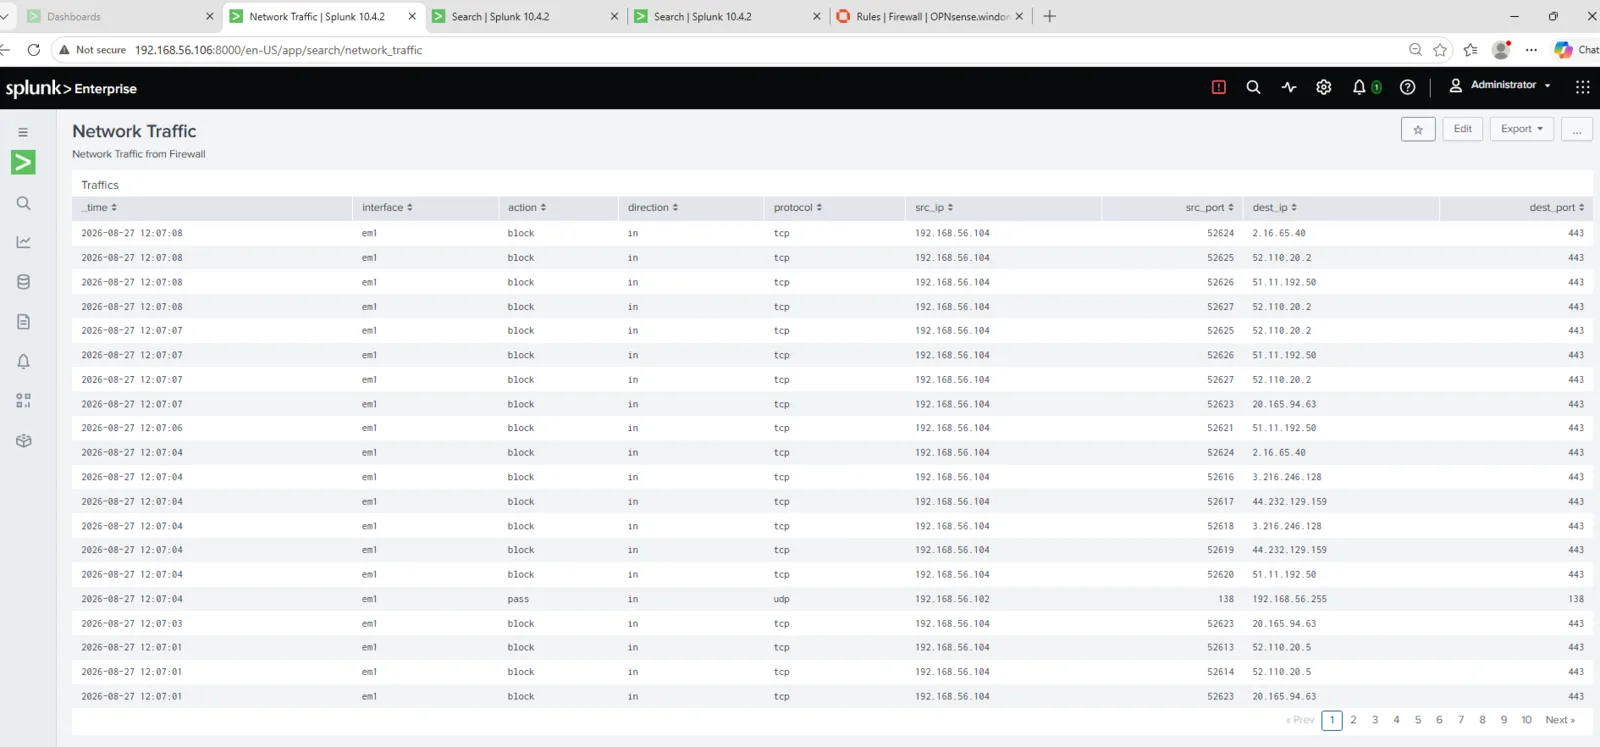 Dashboards
Network Traffic | Splunk 10.4.2
Search | Splunk 10.4.2
Search | Splunk 10.4.2
Rules | Firewall | OPNsense.windo
Not secure 192.168.56.106:8000/en-US/app/search/network_traffic
Chat
splunk>Enterprise
1
Administrator
Network Traffic
Edit Export ...
Network Traffic from Firewall
Traffics
_time interface action direction protocol src_ip src_port dest_ip dest_port
2026-08-27 12:07:08 em1 block in tcp 192.168.56.104 52624 2.16.65.40 443
2026-08-27 12:07:08 em1 block in tcp 192.168.56.104 52625 52.110.20.2 443
2026-08-27 12:07:08 em1 block in tcp 192.168.56.104 52626 51.11.192.50 443
2026-08-27 12:07:08 em1 block in tcp 192.168.56.104 52627 52.110.20.2 443
2026-08-27 12:07:07 em1 block in tcp 192.168.56.104 52625 52.110.20.2 443
2026-08-27 12:07:07 em1 block in tcp 192.168.56.104 52626 51.11.192.50 443
2026-08-27 12:07:07 em1 block in tcp 192.168.56.104 52627 52.110.20.2 443
2026-08-27 12:07:07 em1 block in tcp 192.168.56.104 52623 20.165.94.63 443
2026-08-27 12:07:06 em1 block in tcp 192.168.56.104 52621 51.11.192.50 443
2026-08-27 12:07:04 em1 block in tcp 192.168.56.104 52624 2.16.65.40 443
2026-08-27 12:07:04 em1 block in tcp 192.168.56.104 52616 3.216.246.128 443
2026-08-27 12:07:04 em1 block in tcp 192.168.56.104 52617 44.232.129.159 443
2026-08-27 12:07:04 em1 block in tcp 192.168.56.104 52618 3.216.246.128 443
2026-08-27 12:07:04 em1 block in tcp 192.168.56.104 52619 44.232.129.159 443
2026-08-27 12:07:04 em1 block in tcp 192.168.56.104 52620 51.11.192.50 443
2026-08-27 12:07:04 em1 pass in udp 192.168.56.102 138 192.168.56.255 138
2026-08-27 12:07:03 em1 block in tcp 192.168.56.104 52623 20.165.94.63 443
2026-08-27 12:07:01 em1 block in tcp 192.168.56.104 52613 52.110.20.5 443
2026-08-27 12:07:01 em1 block in tcp 192.168.56.104 52614 52.110.20.5 443
2026-08-27 12:07:01 em1 block in tcp 192.168.56.104 52623 20.165.94.63 443
« Prev 1 2 3 4 5 6 7 8 9 10 Next »